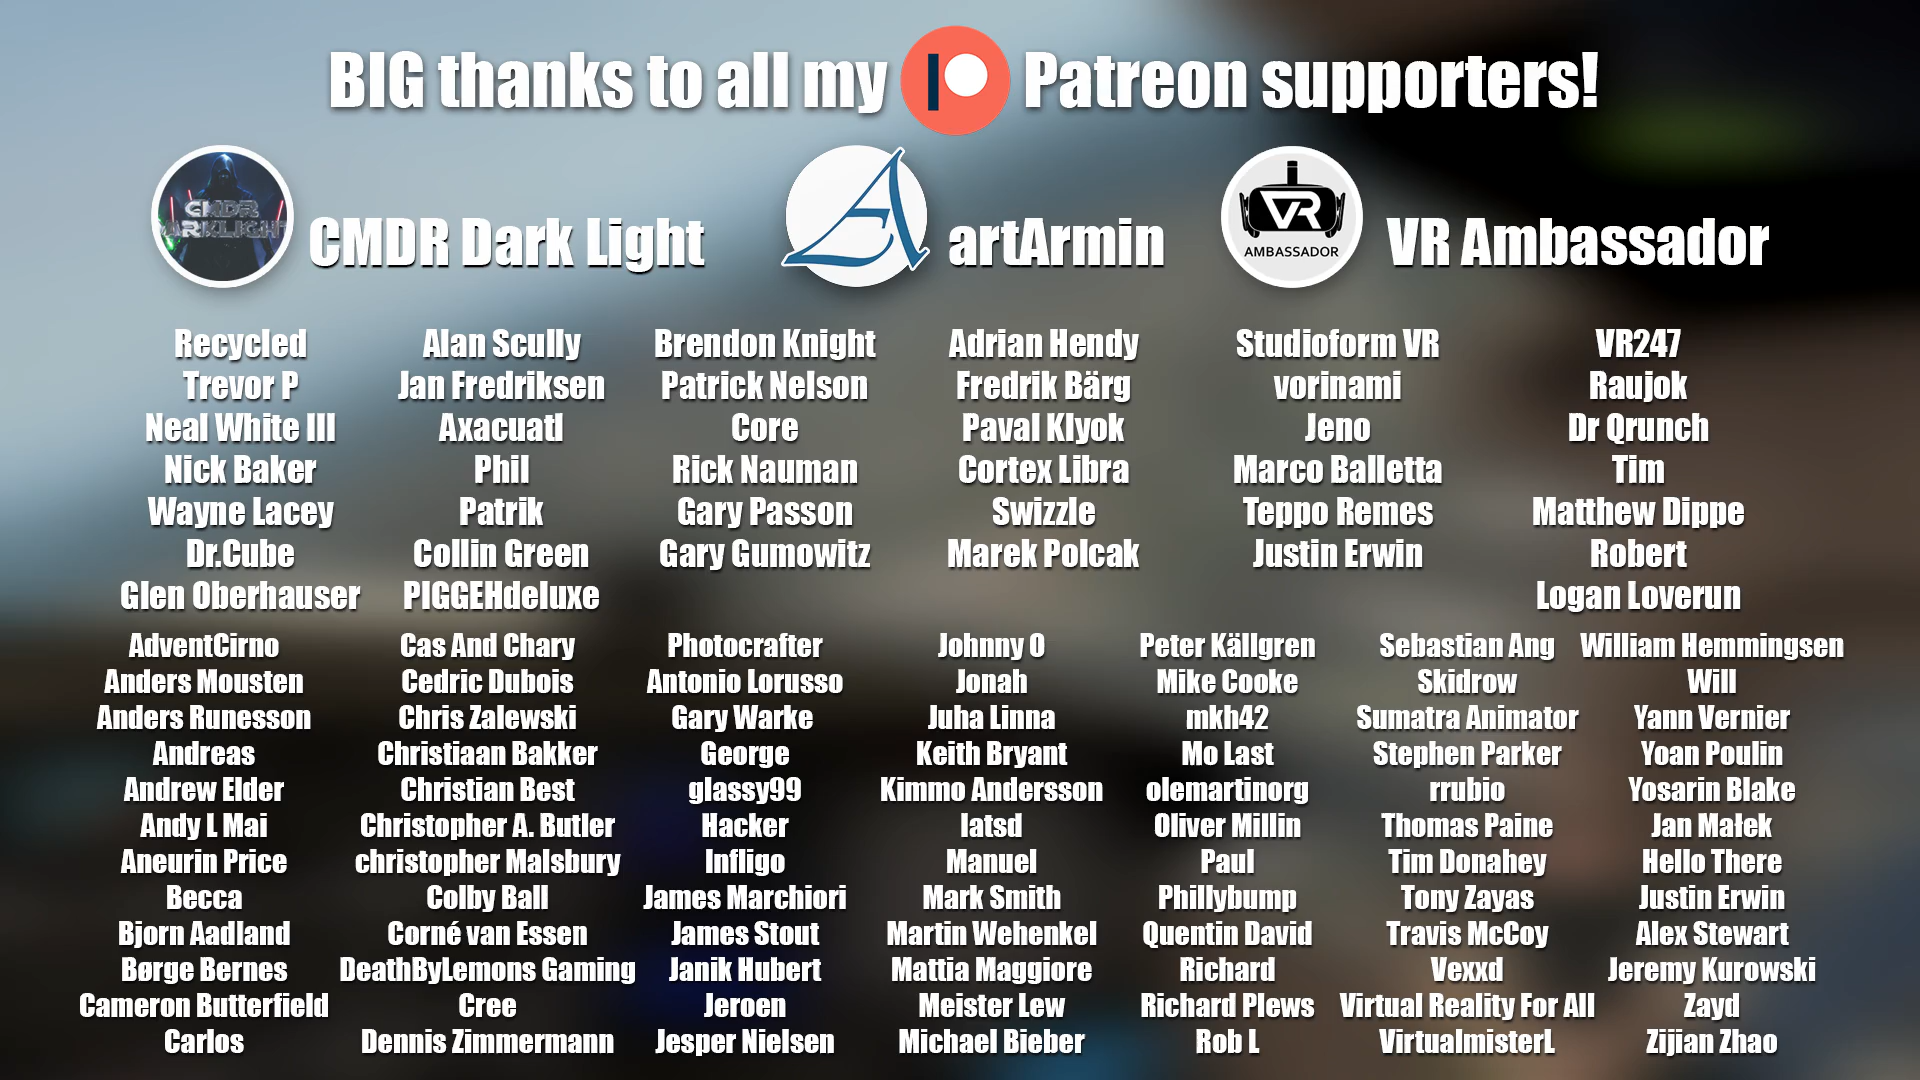 BIG thanks to all my Patreon supporters!
CMDR DARKLIGHT
CMDR Dark Light
A
artArmin
VR
AMBASSADOR
VR Ambassador
Recycled
Trevor P
Neal White III
Nick Baker
Wayne Lacey
Dr.Cube
Glen Oberhauser
Alan Scully
Jan Fredriksen
Axacuatl
Phil
Patrik
Collin Green
PIGGEHdeluxe
Brendon Knight
Patrick Nelson
Core
Rick Nauman
Gary Passon
Gary Gumowitz
Adrian Hendy
Fredrik Bärg
Paval Klyok
Cortex Libra
Swizzle
Marek Polcak
Studioform VR
vorinami
Jeno
Marco Balletta
Teppo Remes
Justin Erwin
VR247
Raujok
Dr Qrunch
Tim
Matthew Dippe
Robert
Logan Loverun
AdventCirno
Anders Mousten
Anders Runesson
Andreas
Andrew Elder
Andy L Mai
Aneurin Price
Becca
Bjorn Aadland
Børge Bernes
Cameron Butterfield
Carlos
Cas And Chary
Cedric Dubois
Chris Zalewski
Christiaan Bakker
Christian Best
Christopher A. Butler
christopher Malsbury
Colby Ball
Corné van Essen
DeathByLemons Gaming
Cree
Dennis Zimmermann
Photocrafter
Antonio Lorusso
Gary Warke
George
glassy99
Hacker
Infligo
James Marchiori
James Stout
Janik Hubert
Jeroen
Jesper Nielsen
Johnny O
Jonah
Juha Linna
Keith Bryant
Kimmo Andersson
latsd
Manuel
Mark Smith
Martin Wehenkel
Mattia Maggiore
Meister Lew
Michael Bieber
Peter Källgren
Mike Cooke
mkh42
Mo Last
olemartinorg
Oliver Millin
Paul
Phillybump
Quentin David
Richard
Richard Plews
Rob L
Sebastian Ang
Skidrow
Sumatra Animator
Stephen Parker
rrubio
Thomas Paine
Tim Donahey
Tony Zayas
Travis McCoy
Vexxd
Virtual Reality For All
VirtualmisterL
William Hemmingsen
Will
Yann Vernier
Yoan Poulin
Yosarin Blake
Jan Małek
Hello There
Justin Erwin
Alex Stewart
Jeremy Kurowski
Zayd
Zijian Zhao